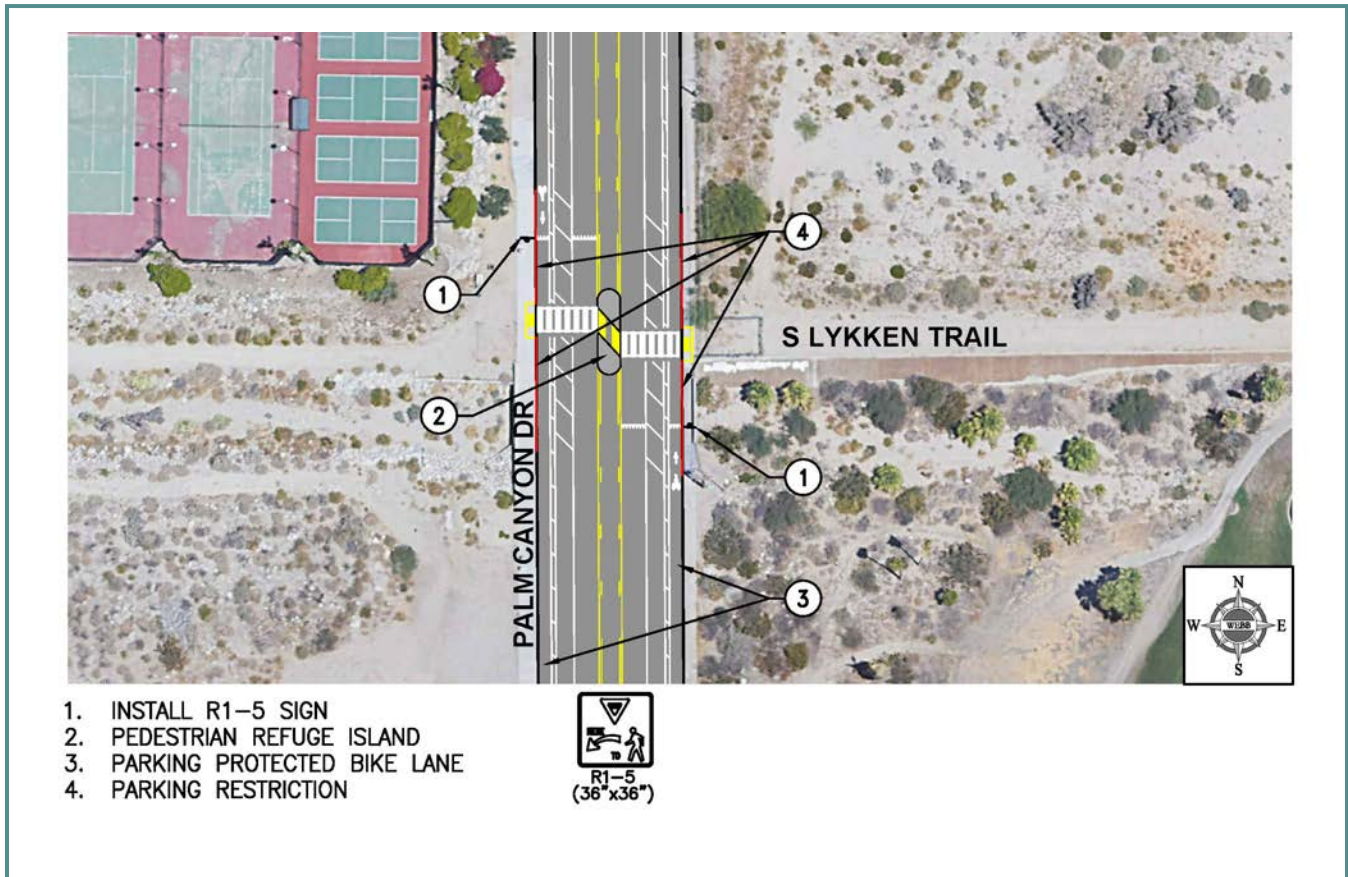 1
4
S LYKKEN TRAIL
2
PALM CANYON DR
1
3
N
W WEBB E
S
1. INSTALL R1-5 SIGN
2. PEDESTRIAN REFUGE ISLAND
3. PARKING PROTECTED BIKE LANE
4. PARKING RESTRICTION
HERE
TO
R1-5
(36"x36")